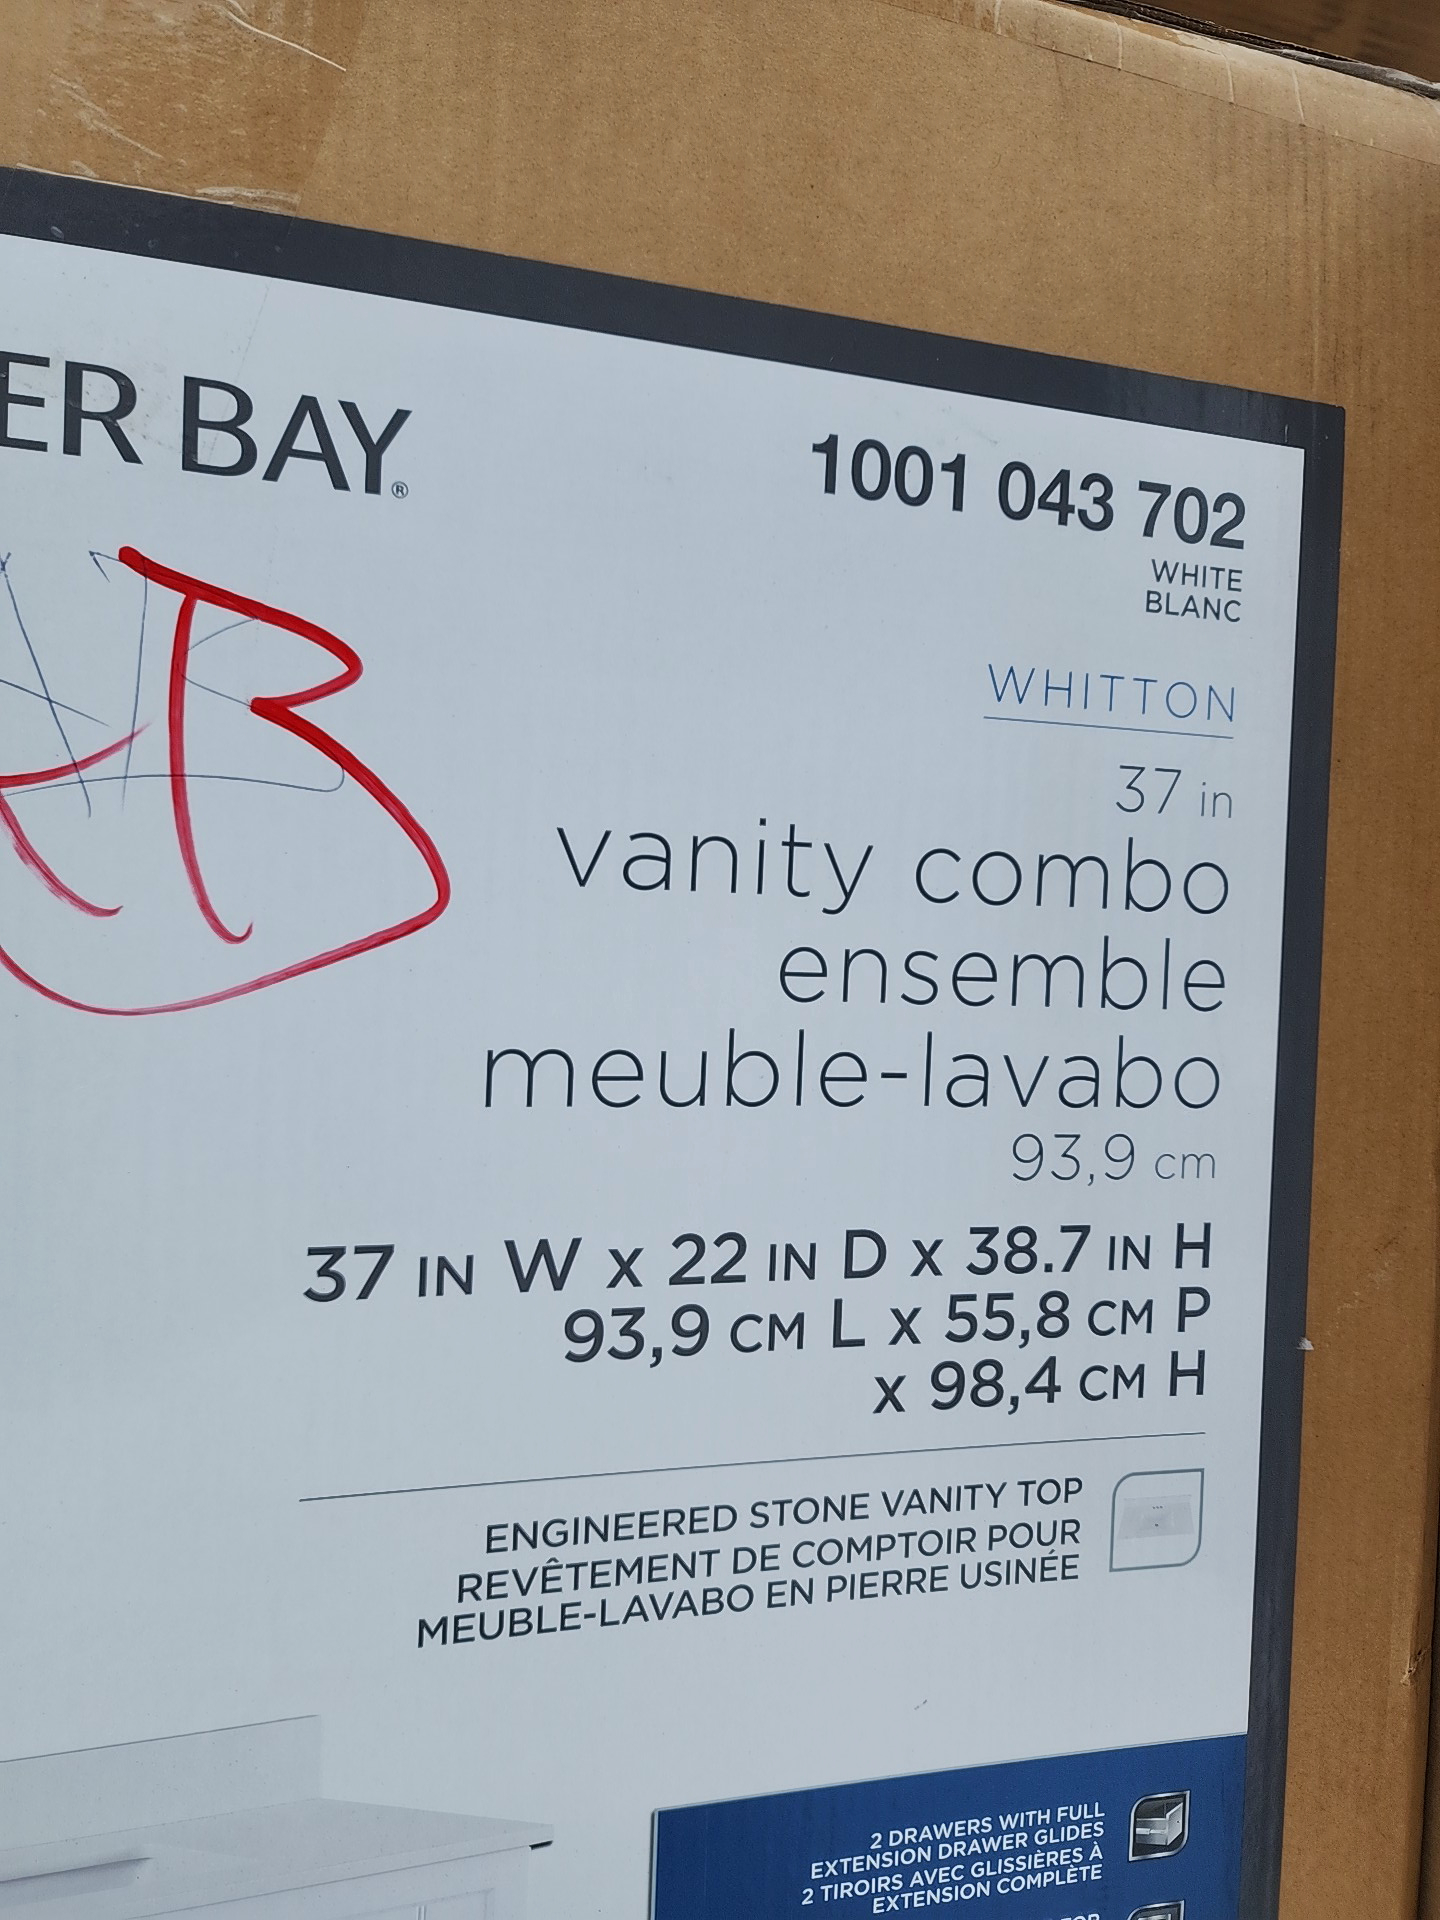 ER BAY®
1001 043 702
WHITE
BLANC
WHITTON
37 in
vanity combo
ensemble
meuble-lavabo
93,9 cm
37 IN W x 22 IN D x 38.7 IN H
93,9 CM L x 55,8 CM P
x 98,4 CM H
ENGINEERED STONE VANITY TOP
REVÊTEMENT DE COMPTOIR POUR
MEUBLE-LAVABO EN PIERRE USINÉE
2 DRAWERS WITH FULL
EXTENSION DRAWER GLIDES
2 TIROIRS AVEC GLISSIÈRES À
EXTENSION COMPLÈTE